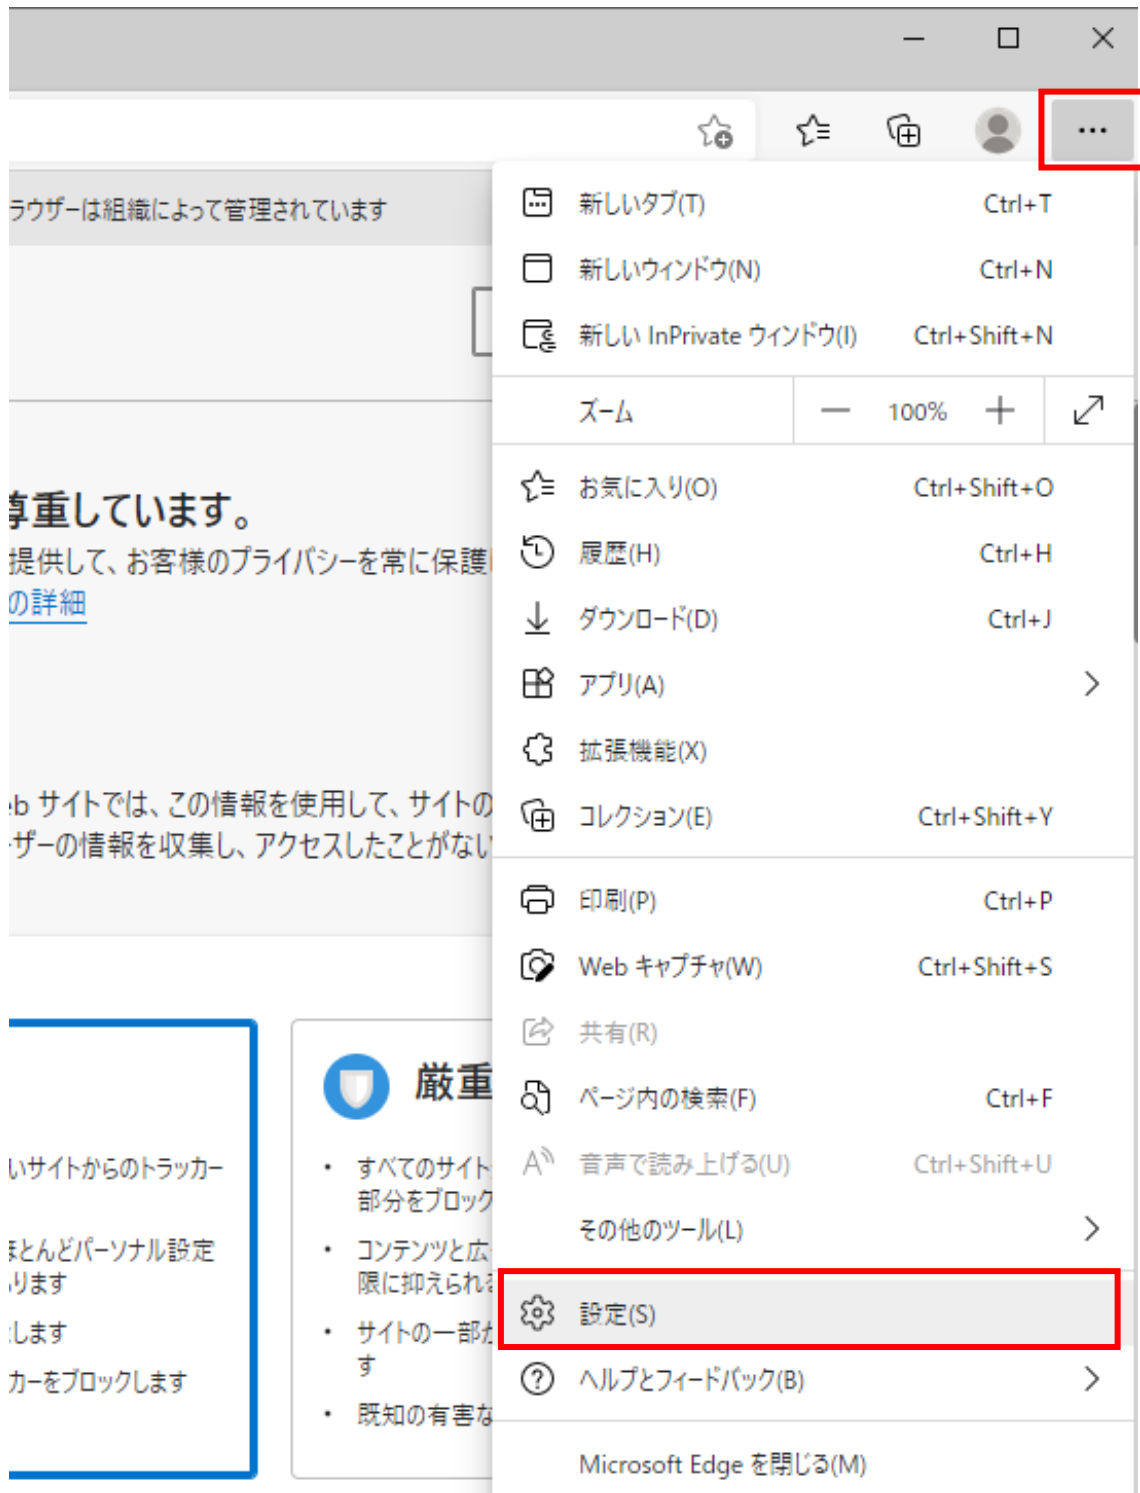 ラウザーは組織によって管理されています
新しいタブ(T) Ctrl+T
新しいウィンドウ(N) Ctrl+N
新しい InPrivate ウィンドウ(I) Ctrl+Shift+N
ズーム 100%
お気に入り(O) Ctrl+Shift+O
履歴(H) Ctrl+H
ダウンロード(D) Ctrl+J
アプリ(A)
拡張機能(X)
コレクション(E) Ctrl+Shift+Y
印刷(P) Ctrl+P
Web キャプチャ(W) Ctrl+Shift+S
共有(R)
ページ内の検索(F) Ctrl+F
音声で読み上げる(U) Ctrl+Shift+U
その他のツール(L)
設定(S)
ヘルプとフィードバック(B)
Microsoft Edge を閉じる(M)
尊重しています。
提供して、お客様のプライバシーを常に保護
の詳細
eb サイトでは、この情報を使用して、サイトの
ーザーの情報を収集し、アクセスしたことがない
いサイトからのトラッカー
ほとんどパーソナル設定
ります
します
カーをブロックします
厳重
・ すべてのサイト
部分をブロック
・ コンテンツと広
限に抑えられ
・ サイトの一部が
す
・ 既知の有害な